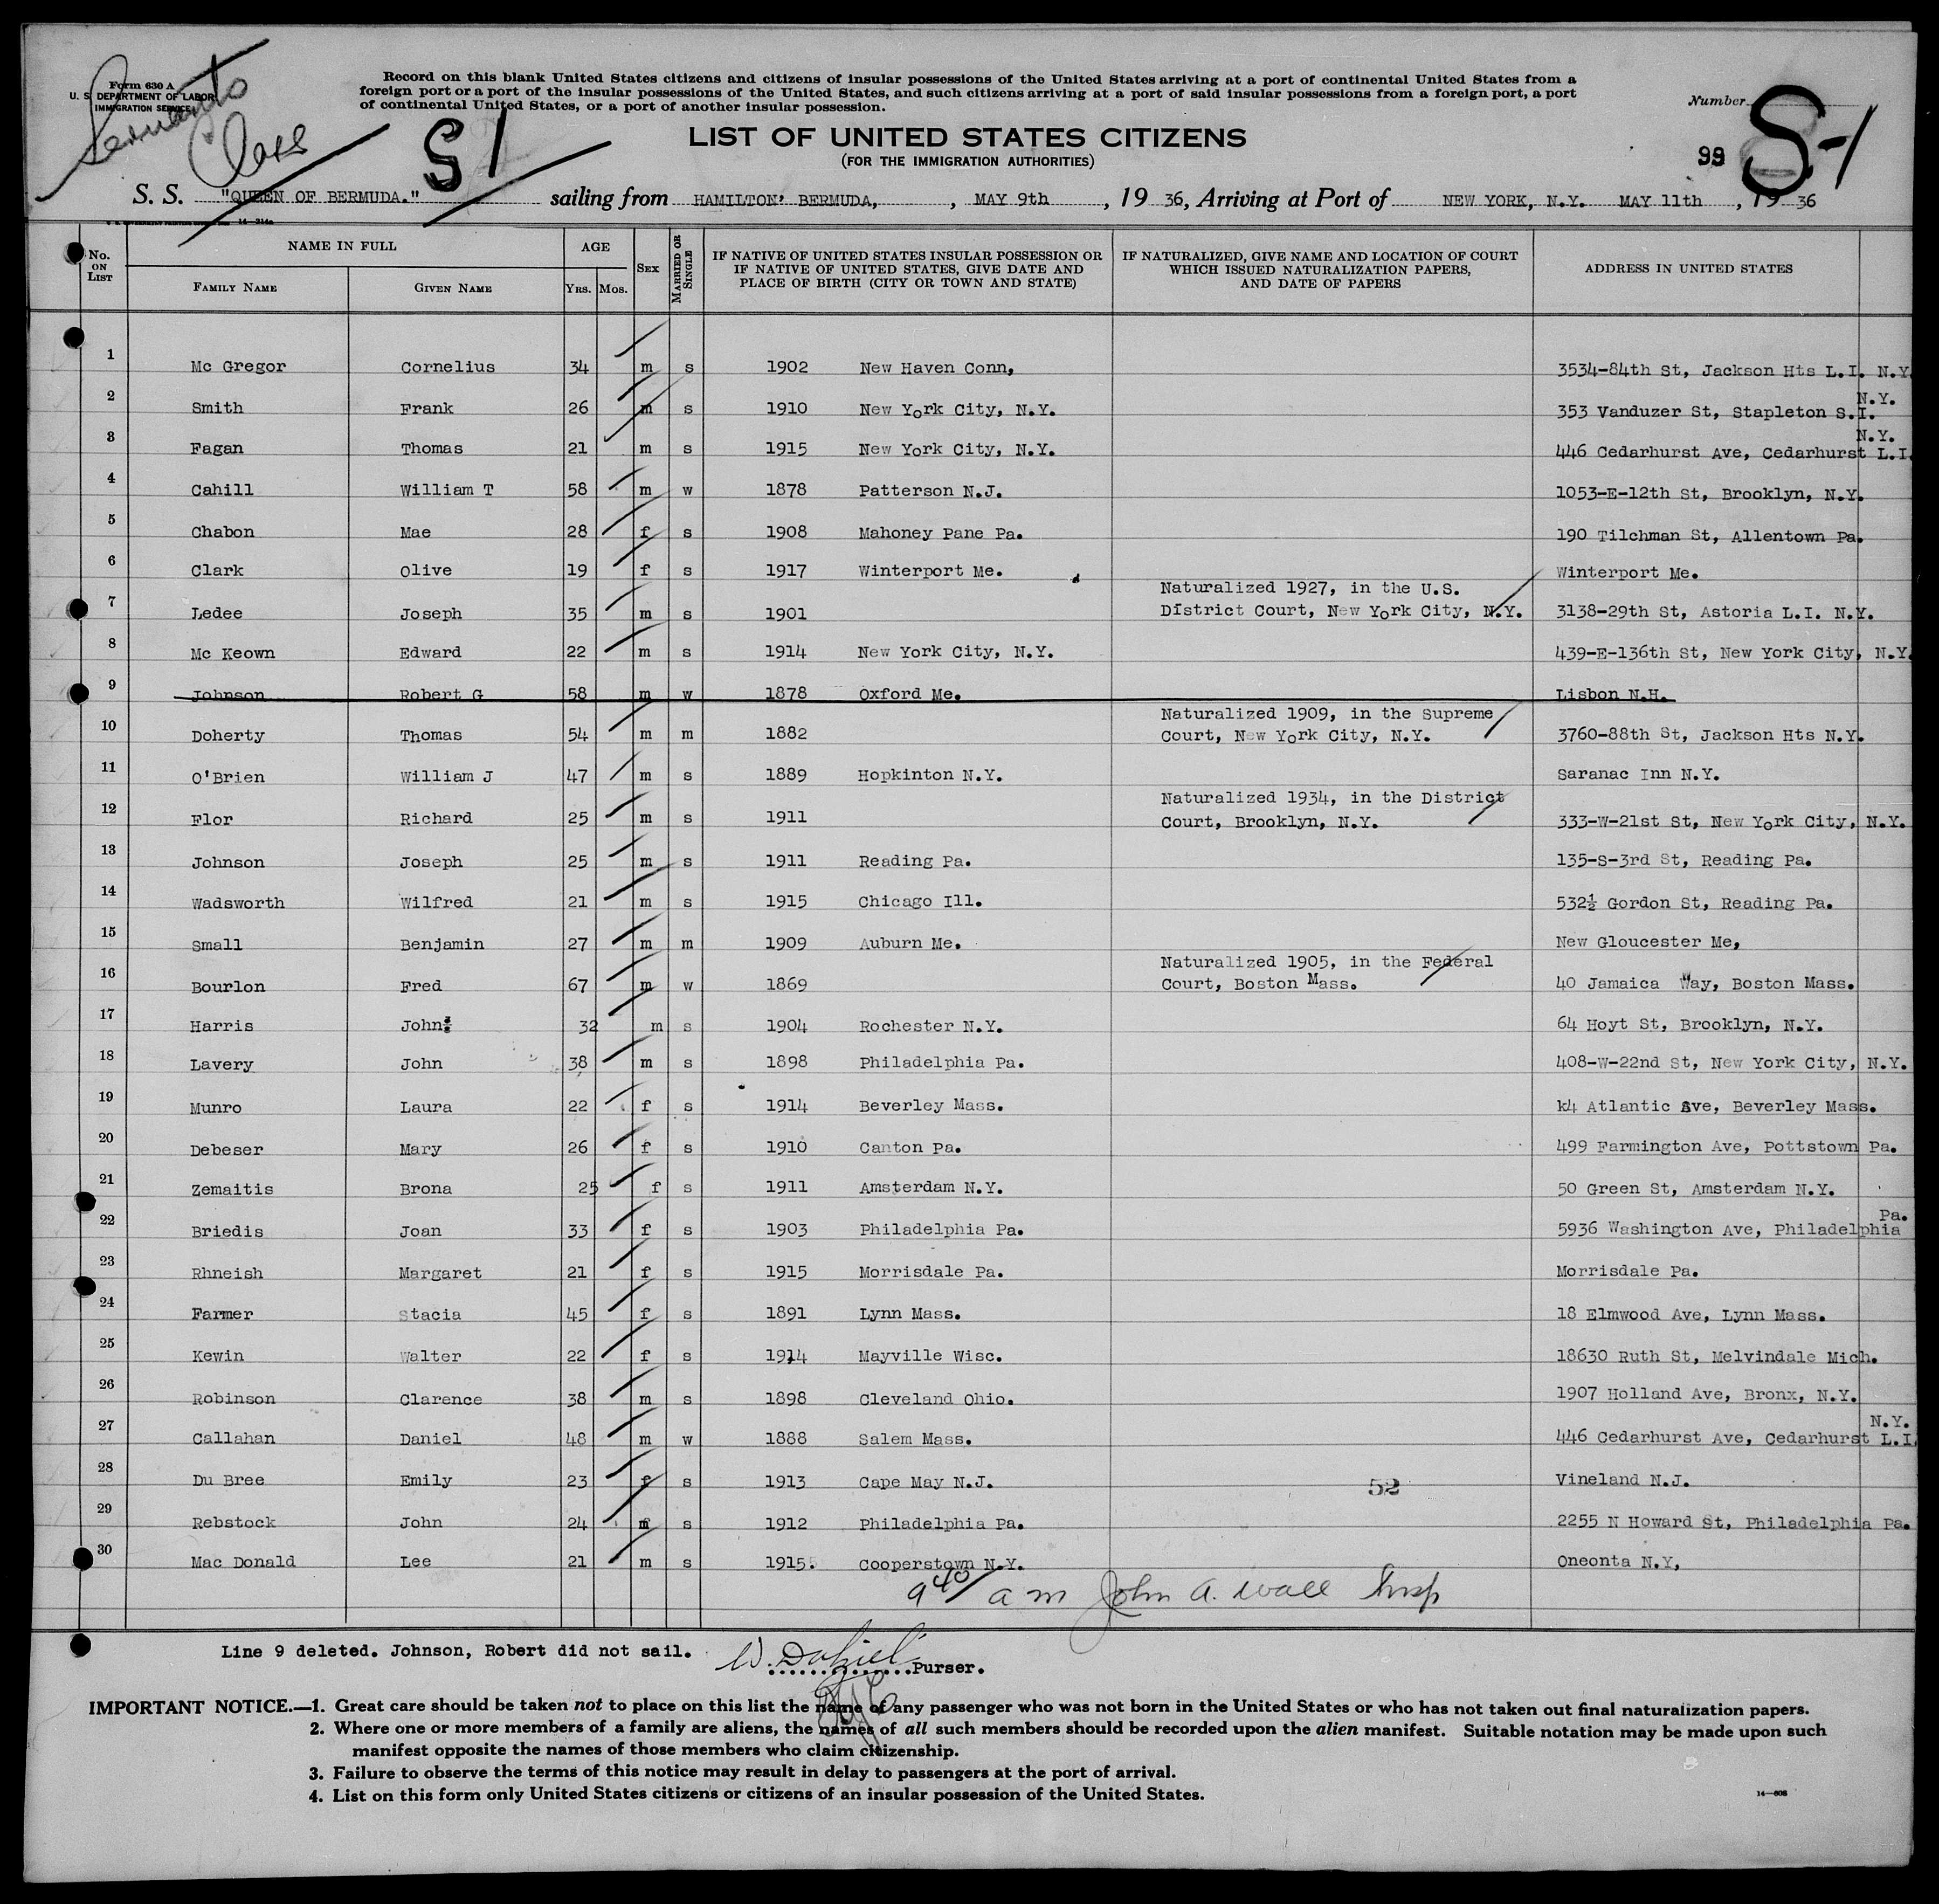 Form 630 A
U. S. DEPARTMENT OF LABOR
IMMIGRATION SERVICE
Servants
Class
S1
Record on this blank United States citizens and citizens of insular possessions of the United States arriving at a port of continental United States from a
foreign port or a port of the insular possessions of the United States, and such citizens arriving at a port of said insular possessions from a foreign port, a port
of continental United States, or a port of another insular possession.
Number
LIST OF UNITED STATES CITIZENS
(FOR THE IMMIGRATION AUTHORITIES)
99 S-1
S. S. "QUEEN OF BERMUDA." sailing from HAMILTON' BERMUDA, , MAY 9th , 19 36, Arriving at Port of NEW YORK, N.Y. MAY 11th , 19 36
No. ON LIST NAME IN FULL AGE SEX MARRIED OR SINGLE IF NATIVE OF UNITED STATES INSULAR POSSESSION OR IF NATIVE OF UNITED STATES, GIVE DATE AND PLACE OF BIRTH (CITY OR TOWN AND STATE) IF NATURALIZED, GIVE NAME AND LOCATION OF COURT WHICH ISSUED NATURALIZATION PAPERS, AND DATE OF PAPERS ADDRESS IN UNITED STATES
FAMILY NAME GIVEN NAME YRS. MOS.
1 Mc Gregor Cornelius 34 m s 1902 New Haven Conn, 3534-84th St, Jackson Hts L.I. N.Y.
N.Y.
2 Smith Frank 26 m s 1910 New York City, N.Y. 353 Vanduzer St, Stapleton S.I.
N.Y.
3 Fagan Thomas 21 m s 1915 New York City, N.Y. 446 Cedarhurst Ave, Cedarhurst L.I.
4 Cahill William T 58 m w 1878 Patterson N.J. 1053-E-12th St, Brooklyn, N.Y.
5 Chabon Mae 28 f s 1908 Mahoney Pane Pa. 190 Tilchman St, Allentown Pa.
6 Clark Olive 19 f s 1917 Winterport Me. Winterport Me.
Naturalized 1927, in the U.S.
7 Ledee Joseph 35 m s 1901 District Court, New York City, N.Y. 3138-29th St, Astoria L.I. N.Y.
8 Mc Keown Edward 22 m s 1914 New York City, N.Y. 439-E-136th St, New York City, N.Y.
9 Johnson Robert G 58 m w 1878 Oxford Me. Lisbon N.H.
Naturalized 1909, in the Supreme
10 Doherty Thomas 54 m m 1882 Court, New York City, N.Y. 3760-88th St, Jackson Hts N.Y.
11 O'Brien William J 47 m s 1889 Hopkinton N.Y. Saranac Inn N.Y.
Naturalized 1934, in the District
12 Flor Richard 25 m s 1911 Court, Brooklyn, N.Y. 333-W-21st St, New York City, N.Y.
13 Johnson Joseph 25 m s 1911 Reading Pa. 135-S-3rd St, Reading Pa.
14 Wadsworth Wilfred 21 m s 1915 Chicago Ill. 532½ Gordon St, Reading Pa.
15 Small Benjamin 27 m m 1909 Auburn Me. New Gloucester Me,
Naturalized 1905, in the Federal
16 Bourlon Fred 67 m w 1869 Court, Boston Mass. 40 Jamaica Way, Boston Mass.
17 Harris John 32 m s 1904 Rochester N.Y. 64 Hoyt St, Brooklyn, N.Y.
18 Lavery John 38 m s 1898 Philadelphia Pa. 408-W-22nd St, New York City, N.Y.
19 Munro Laura 22 f s 1914 Beverley Mass. k4 Atlantic Ave, Beverley Mass.
20 Debeser Mary 26 f s 1910 Canton Pa. 499 Farmington Ave, Pottstown Pa.
21 Zemaitis Brona 25 f s 1911 Amsterdam N.Y. 50 Green St, Amsterdam N.Y.
Pa.
22 Briedis Joan 33 f s 1903 Philadelphia Pa. 5936 Washington Ave, Philadelphia
23 Rhneish Margaret 21 f s 1915 Morrisdale Pa. Morrisdale Pa.
24 Farmer Stacia 45 f s 1891 Lynn Mass. 18 Elmwood Ave, Lynn Mass.
25 Kewin Walter 22 f s 1914 Mayville Wisc. 18630 Ruth St, Melvindale Mich.
26 Robinson Clarence 38 m s 1898 Cleveland Ohio. 1907 Holland Ave, Bronx, N.Y.
N.Y.
27 Callahan Daniel 48 m w 1888 Salem Mass. 446 Cedarhurst Ave, Cedarhurst L.I.
28 Du Bree Emily 23 f s 1913 Cape May N.J. 52 Vineland N.J.
29 Rebstock John 24 m s 1912 Philadelphia Pa. 2255 N Howard St, Philadelphia Pa.
30 Mac Donald Lee 21 m s 1915. Cooperstown N.Y. Oneonta N.Y,
9 40/ a m John A. Wall Insp
Line 9 deleted. Johnson, Robert did not sail. W. Dalziel Purser.
IMPORTANT NOTICE.—1. Great care should be taken not to place on this list the name of any passenger who was not born in the United States or who has not taken out final naturalization papers.
2. Where one or more members of a family are aliens, the names of all such members should be recorded upon the alien manifest. Suitable notation may be made upon such
manifest opposite the names of those members who claim citizenship.
3. Failure to observe the terms of this notice may result in delay to passengers at the port of arrival.
4. List on this form only United States citizens or citizens of an insular possession of the United States.
14—608